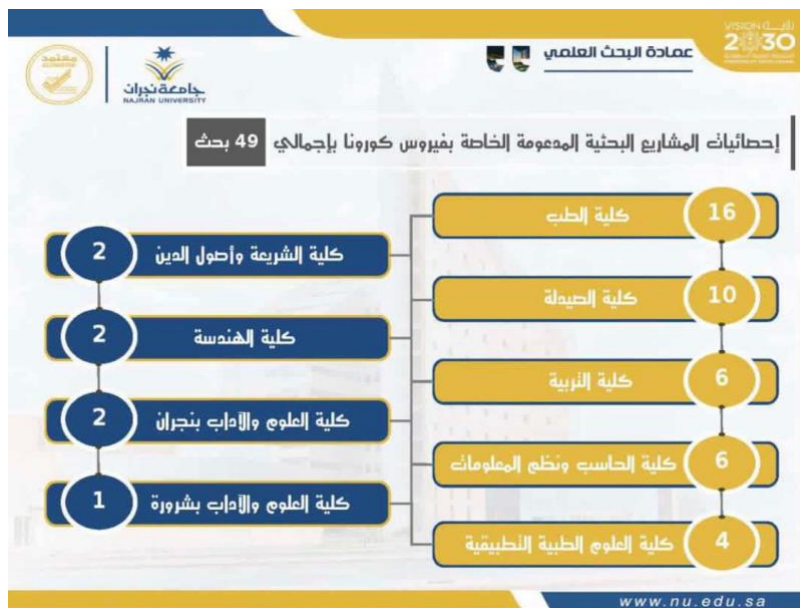 VISION رؤية
2030
عمادة البحث العلمي
جامعة نجران
NAJRAN UNIVERSITY
معتمد
إحصائيات المشاريع البحثية المدعومة الخاصة بفيروس كورونا بإجمالي 49 بحث
16 كلية الطب
10 كلية الصيدلة
6 كلية التربية
6 كلية الحاسب ونظم المعلومات
4 كلية العلوم الطبية التطبيقية
كلية الشريعة وأصول الدين 2
كلية الهندسة 2
كلية العلوم والآداب بنجران 2
كلية العلوم والآداب بشرورة 1
www.nu.edu.sa